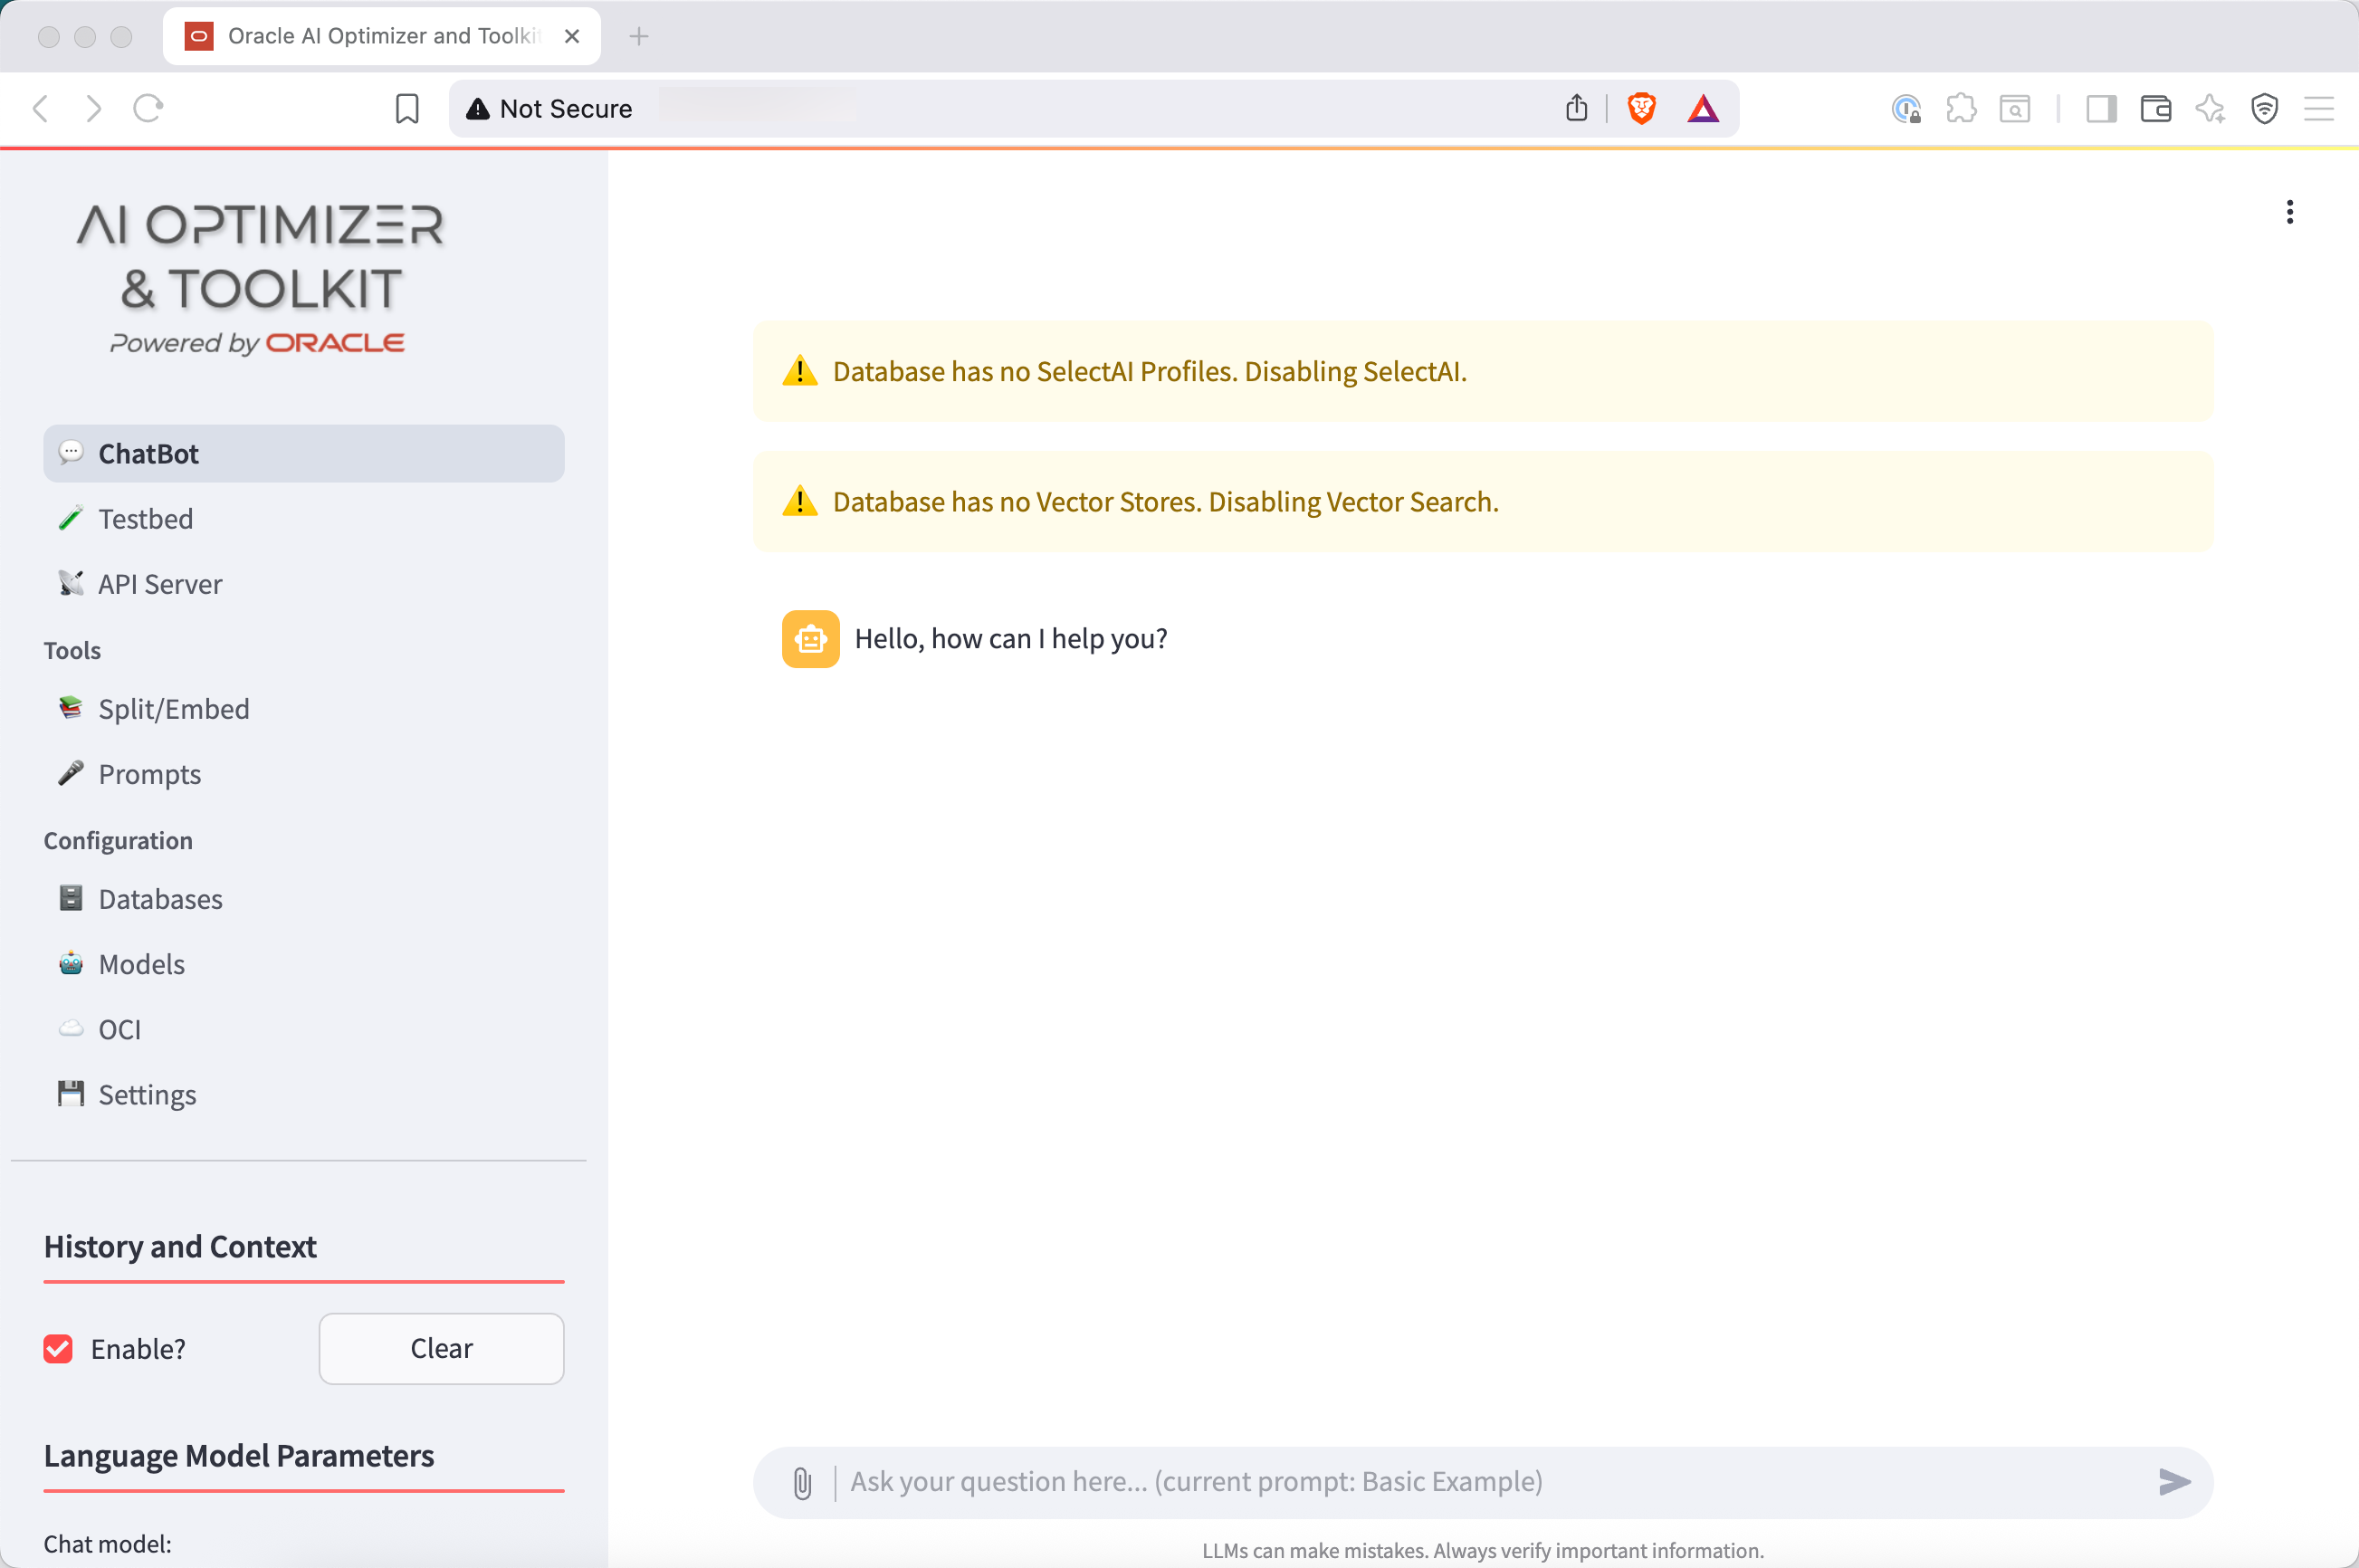 Oracle AI Optimizer and Toolkit
Not Secure
AI OPTIMIZER
& TOOLKIT
Powered by ORACLE
ChatBot
Testbed
API Server
Tools
Split/Embed
Prompts
Configuration
Databases
Models
OCI
Settings
History and Context
Enable?
Clear
Language Model Parameters
Chat model:
Database has no SelectAI Profiles. Disabling SelectAI.
Database has no Vector Stores. Disabling Vector Search.
Hello, how can I help you?
Ask your question here... (current prompt: Basic Example)
LLMs can make mistakes. Always verify important information.